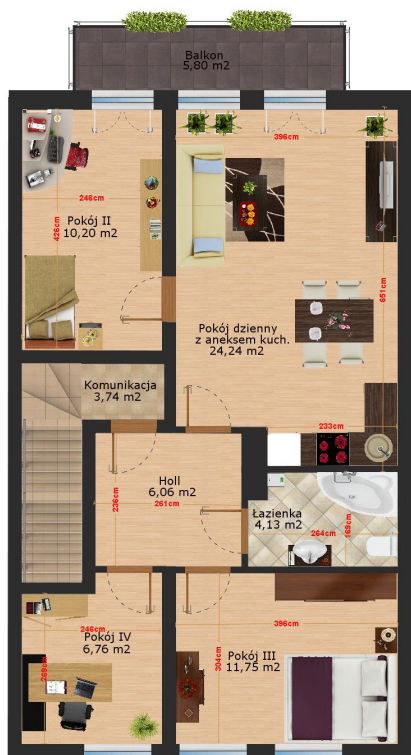 Balkon
5,80 m2
396cm
246cm
426cm
Pokój II
10,20 m2
651cm
Pokój dzienny
z aneksem kuch.
24,24 m2
Komunikacja
3,74 m2
233cm
Holl
6,06 m2
236cm
261cm
Łazienka
4,13 m2
264cm
169cm
246cm
Pokój IV
6,76 m2
269cm
396cm
304cm
Pokój III
11,75 m2